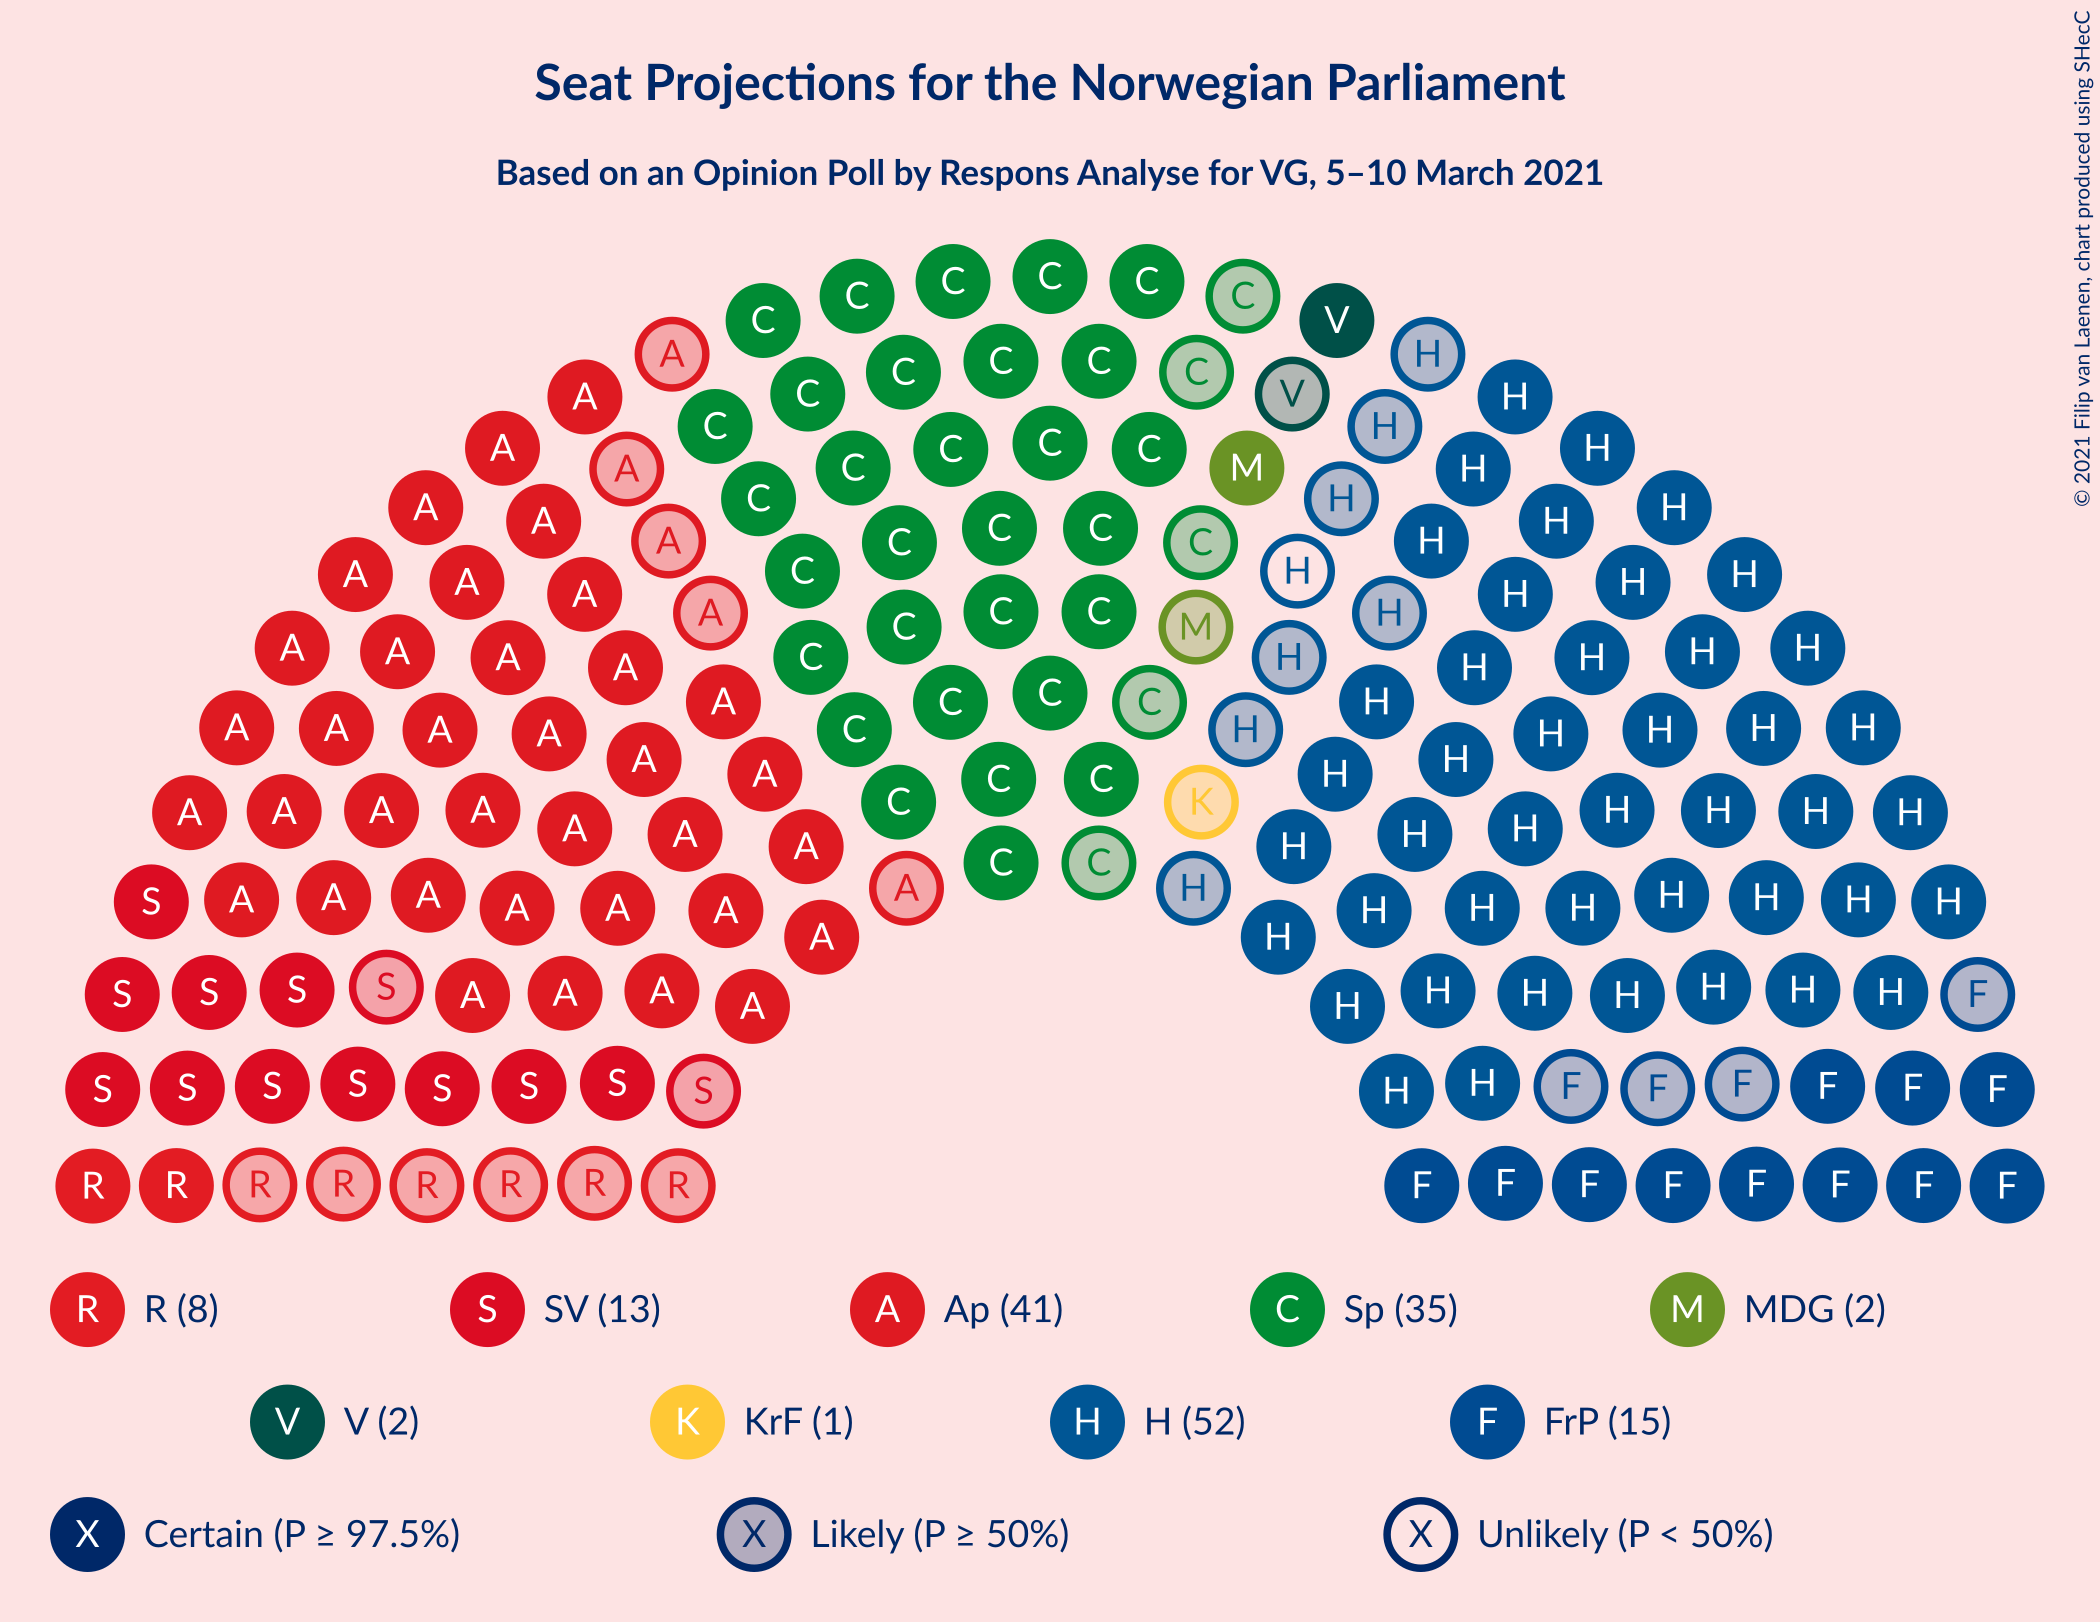 Seat Projections for the Norwegian Parliament
Based on an Opinion Poll by Respons Analyse for VG, 5–10 March 2021
© 2021 Filip van Laenen, chart produced using SHecC
C C C C C
C V
A C C C C H
A C V H
A C C C C H H
A C M H
A A C H H H
A C C C C H
A A A C H H H H
A C C C M H
A A A A C H H H H H
A C C C H
A A A A A C H H H H H H
A C C C K H
A A A A A A A H H H H H H H
S A A A A A A A C C H H H H H H H H
A H
S S S S A A A A H H H H H H H F
S S S S S S S S H H F F F F F F
R R R R R R R R F F F F F F F F
R R (8) S SV (13) A Ap (41) C Sp (35) M MDG (2)
V V (2) K KrF (1) H H (52) F FrP (15)
X Certain (P ≥ 97.5%) X Likely (P ≥ 50%) X Unlikely (P < 50%)